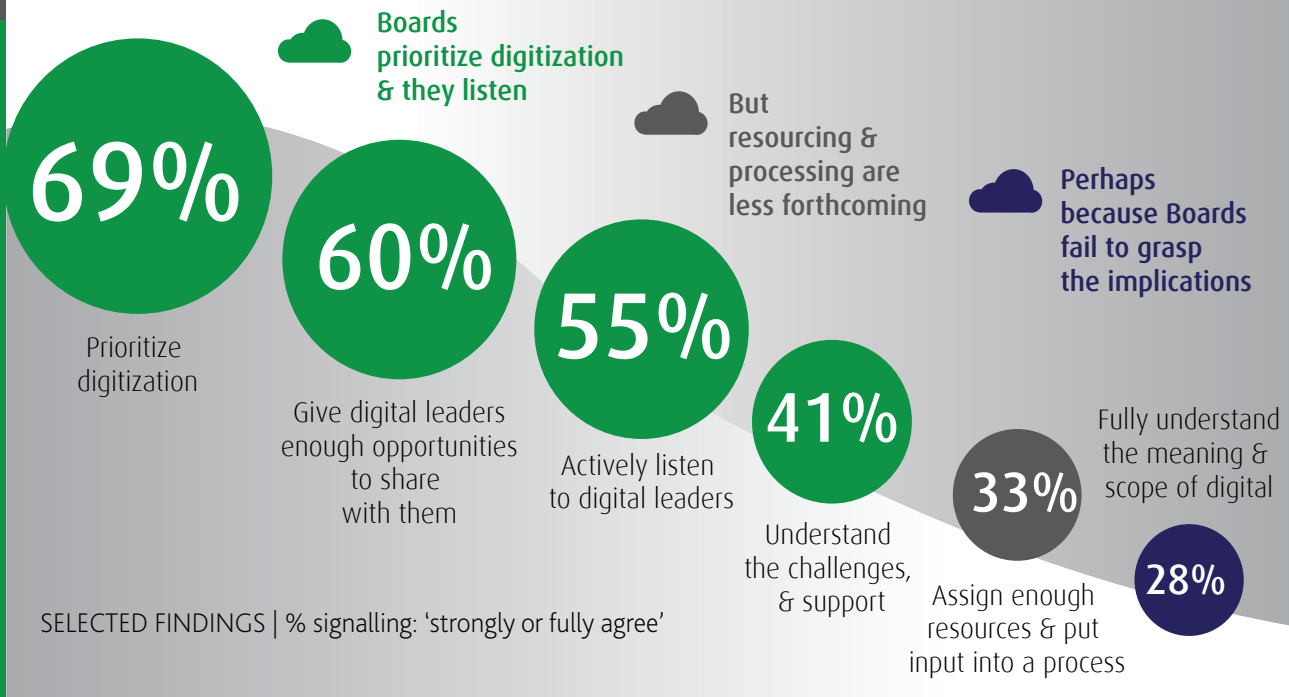 Boards
prioritize digitization
& they listen
But
resourcing &
processing are
less forthcoming
Perhaps
because Boards
fail to grasp
the implications
69%
Prioritize
digitization
60%
Give digital leaders
enough opportunities
to share
with them
55%
Actively listen
to digital leaders
41%
Understand
the challenges,
& support
33%
Assign enough
resources & put
input into a process
Fully understand
the meaning &
scope of digital
28%
SELECTED FINDINGS | % signalling: ‘strongly or fully agree’